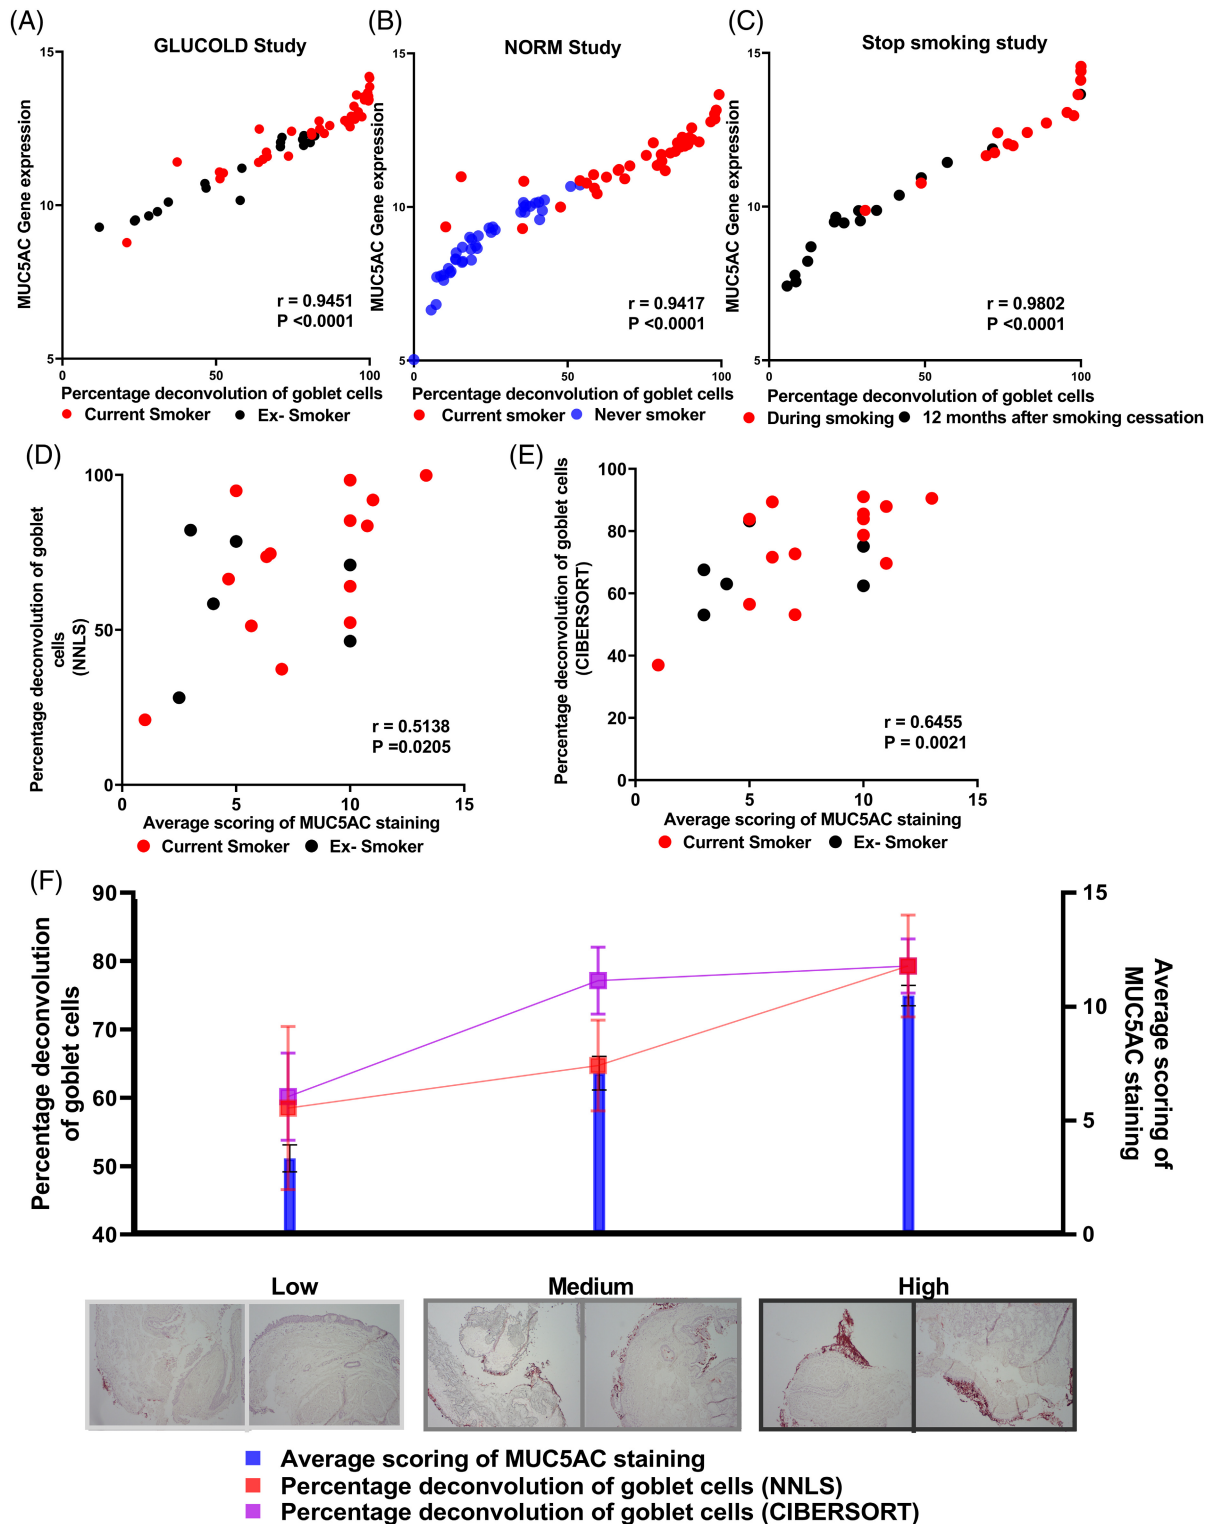 (A)
GLUCOLD Study
MUC5AC Gene expression
15
10
5
0
50
100
r = 0.9451
P <0.0001
Percentage deconvolution of goblet cells
Current Smoker
Ex- Smoker
(B)
NORM Study
MUC5AC Gene expression
15
10
5
0
50
100
r = 0.9417
P <0.0001
Percentage deconvolution of goblet cells
Current smoker
Never smoker
(C)
Stop smoking study
MUC5AC Gene expression
15
10
5
0
50
100
r = 0.9802
P <0.0001
Percentage deconvolution of goblet cells
During smoking
12 months after smoking cessation
(D)
Percentage deconvolution of goblet
cells
(NNLS)
100
50
0
0
5
10
15
r = 0.5138
P =0.0205
Average scoring of MUC5AC staining
Current Smoker
Ex- Smoker
(E)
Percentage deconvolution of goblet cells
(CIBERSORT)
100
80
60
40
20
0
0
5
10
15
r = 0.6455
P = 0.0021
Average scoring of MUC5AC staining
Current Smoker
Ex- Smoker
(F)
Percentage deconvolution
of goblet cells
90
80
70
60
50
40
15
10
5
0
Average scoring of
MUC5AC staining
Low
Medium
High
Average scoring of MUC5AC staining
Percentage deconvolution of goblet cells (NNLS)
Percentage deconvolution of goblet cells (CIBERSORT)